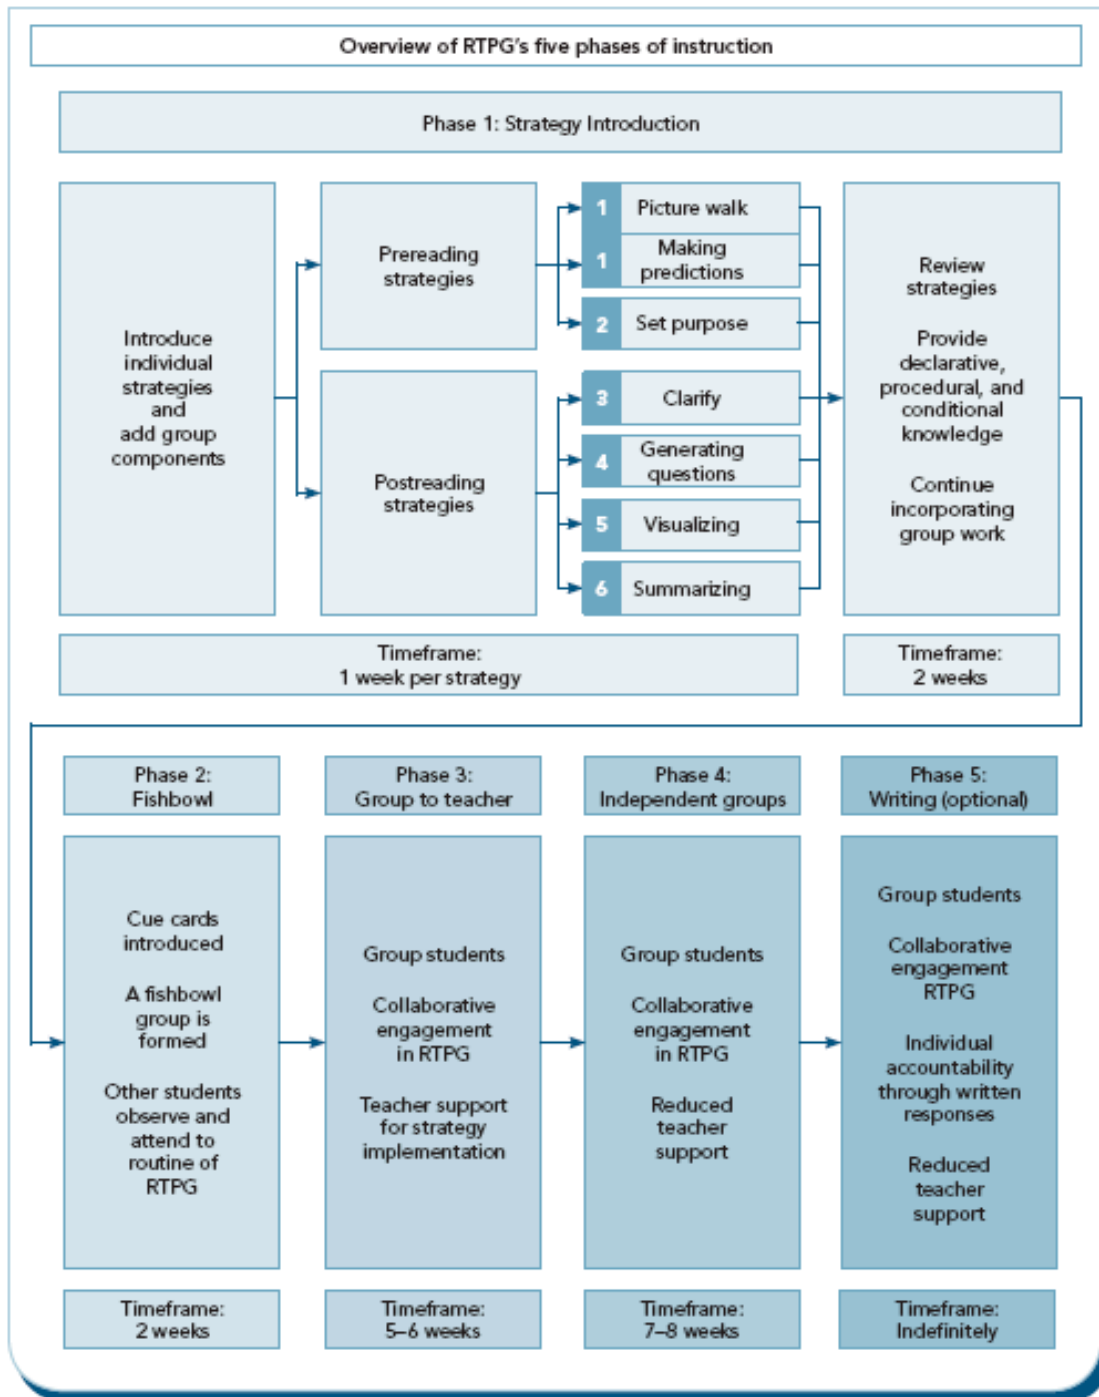 Overview of RTPG's five phases of instruction
Phase 1: Strategy Introduction
Introduce
individual
strategies
and
add group
components
Prereading
strategies
Postreading
strategies
1 Picture walk
1 Making
predictions
2 Set purpose
3 Clarify
4 Generating
questions
5 Visualizing
6 Summarizing
Review
strategies
Provide
declarative,
procedural, and
conditional
knowledge
Continue
incorporating
group work
Timeframe:
1 week per strategy
Timeframe:
2 weeks
Phase 2:
Fishbowl
Cue cards
introduced
A fishbowl
group is
formed
Other students
observe and
attend to
routine of
RTPG
Timeframe:
2 weeks
Phase 3:
Group to teacher
Group students
Collaborative
engagement
in RTPG
Teacher support
for strategy
implementation
Timeframe:
5–6 weeks
Phase 4:
Independent groups
Group students
Collaborative
engagement
in RTPG
Reduced
teacher
support
Timeframe:
7–8 weeks
Phase 5:
Writing (optional)
Group students
Collaborative
engagement
RTPG
Individual
accountability
through written
responses
Reduced
teacher
support
Timeframe:
Indefinitely